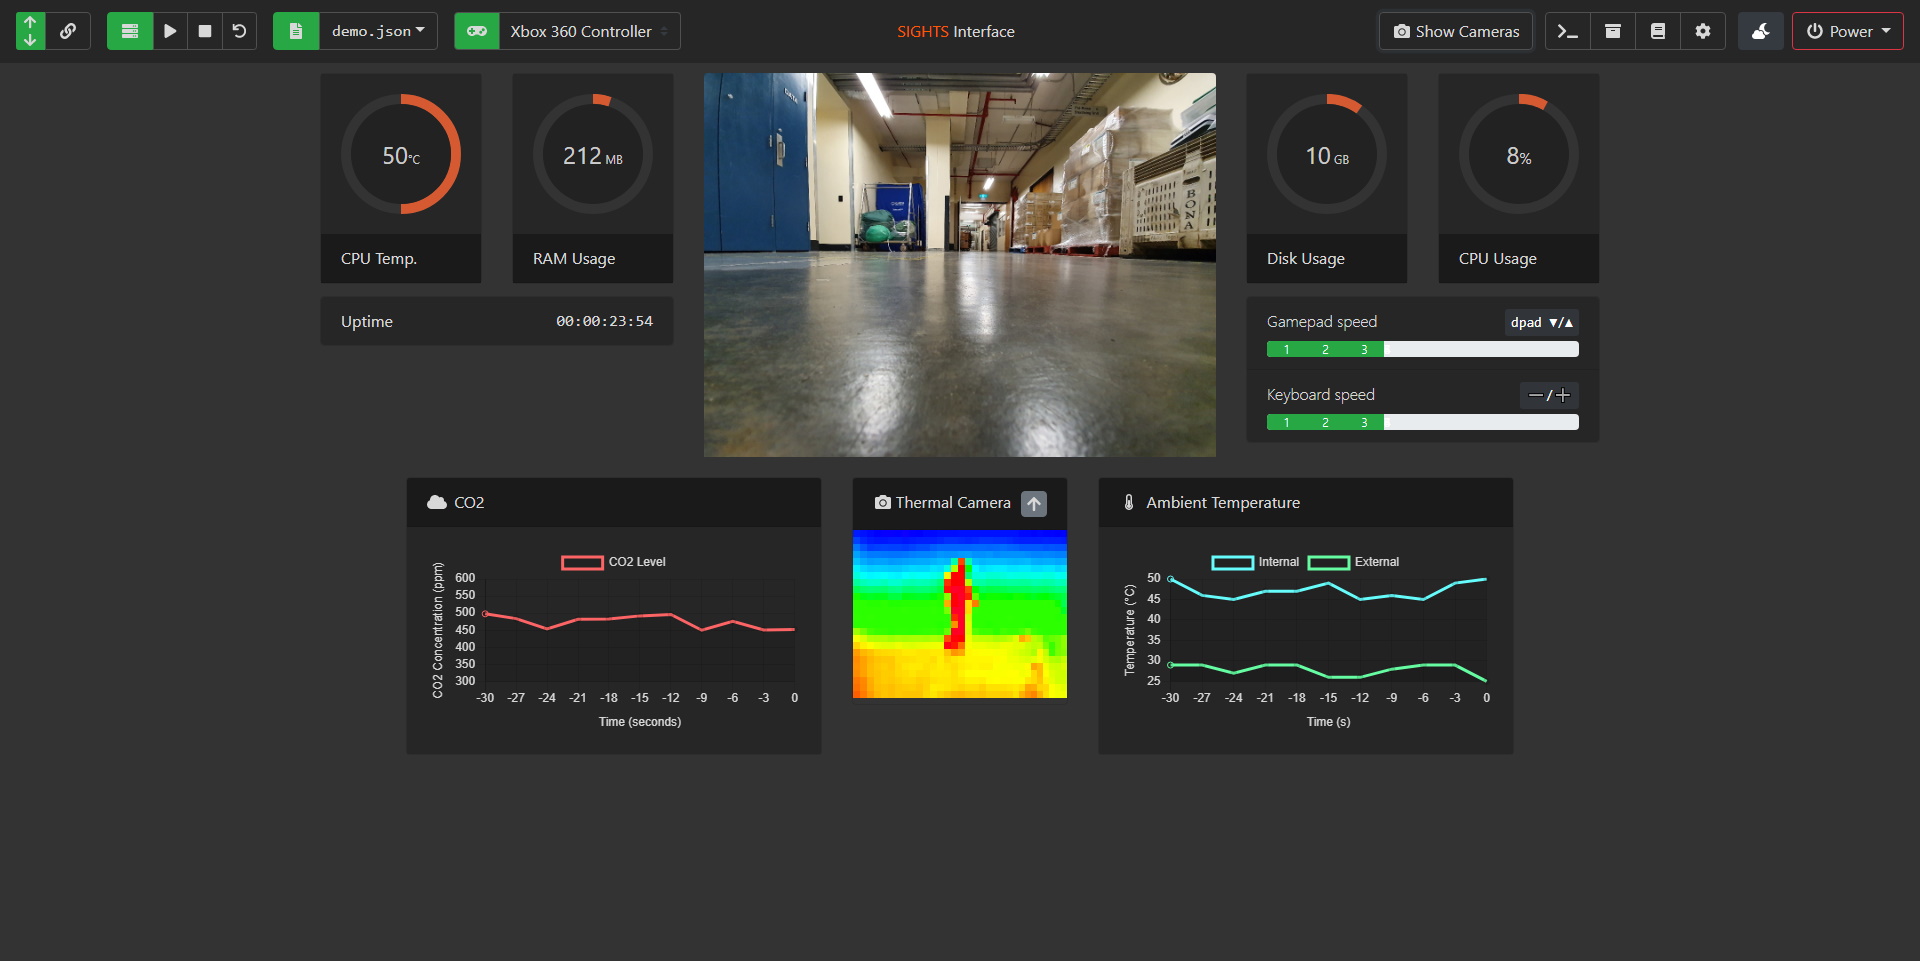 demo.json
Xbox 360 Controller
SIGHTS Interface
Show Cameras
Power
50°C
CPU Temp.
212 MB
RAM Usage
Uptime
00:00:23:54
DATA
BONA
10 GB
Disk Usage
8%
CPU Usage
Gamepad speed
dpad ▼/▲
1 2 3
Keyboard speed
—/+
1 2 3
CO2
CO2 Level
CO2 Concentration (ppm)
600
550
500
450
400
350
300
-30 -27 -24 -21 -18 -15 -12 -9 -6 -3 0
Time (seconds)
Thermal Camera
Ambient Temperature
Internal External
Temperature (°C)
50
45
40
35
30
25
-30 -27 -24 -21 -18 -15 -12 -9 -6 -3 0
Time (s)